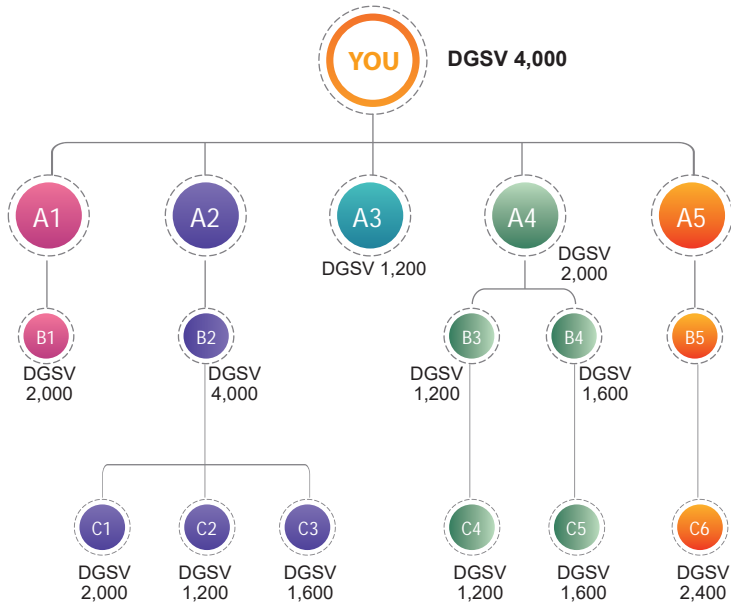 YOU
DGSV 4,000
A1
A2
A3
A4
A5
DGSV 1,200
DGSV
2,000
B1
B2
B3
B4
B5
DGSV
2,000
DGSV
4,000
DGSV
1,200
DGSV
1,600
C1
C2
C3
C4
C5
C6
DGSV
2,000
DGSV
1,200
DGSV
1,600
DGSV
1,200
DGSV
1,600
DGSV
2,400